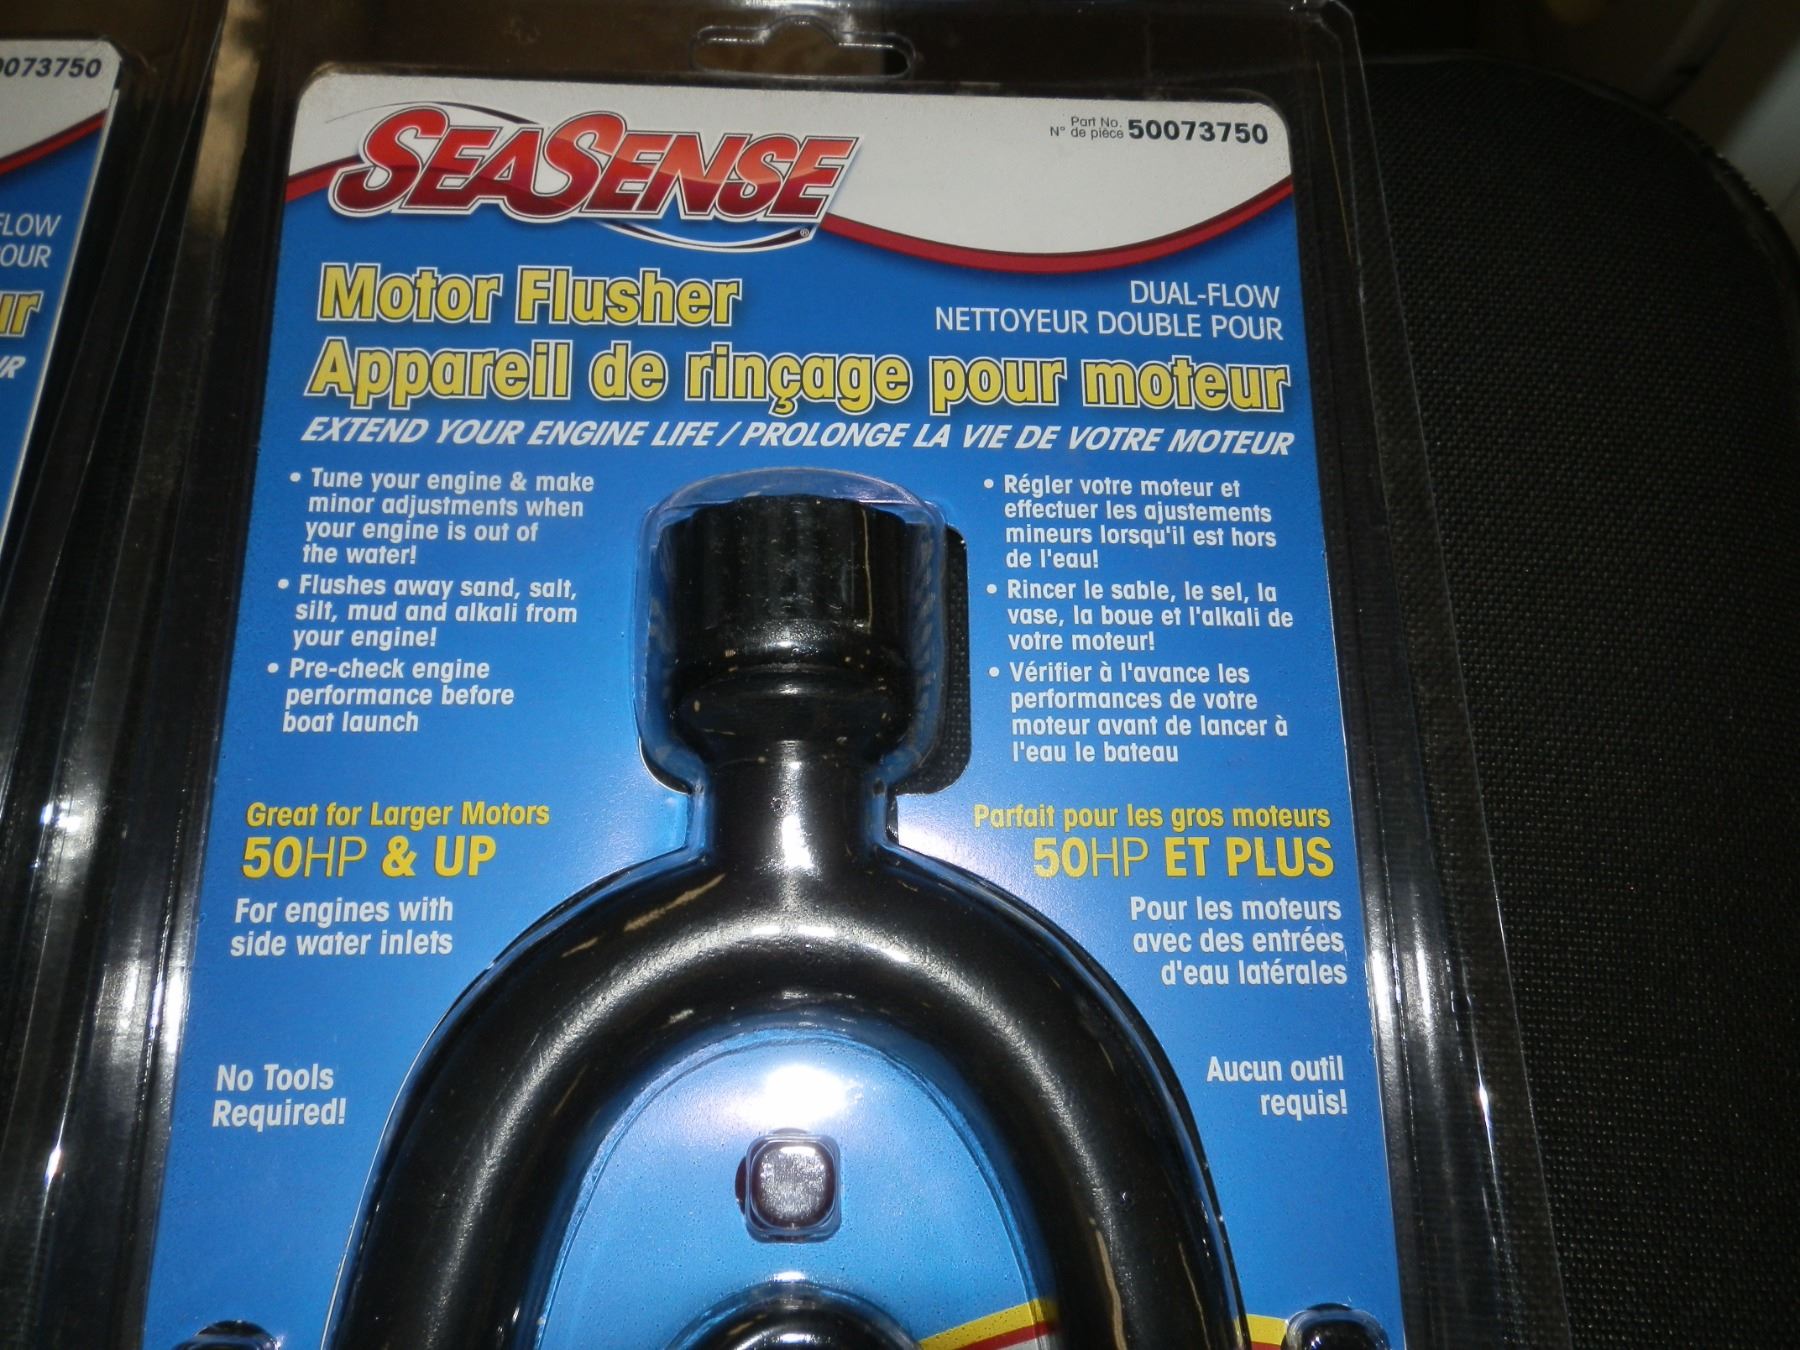 SEASENSE®
Part No.
N° de pièce 50073750
Motor Flusher
DUAL-FLOW
NETTOYEUR DOUBLE POUR
Appareil de rinçage pour moteur
EXTEND YOUR ENGINE LIFE / PROLONGE LA VIE DE VOTRE MOTEUR
• Tune your engine & make
minor adjustments when
your engine is out of
the water!
• Flushes away sand, salt,
silt, mud and alkali from
your engine!
• Pre-check engine
performance before
boat launch
Great for Larger Motors
50HP & UP
For engines with
side water inlets
No Tools
Required!
• Régler votre moteur et
effectuer les ajustements
mineurs lorsqu'il est hors
de l'eau!
• Rincer le sable, le sel, la
vase, la boue et l'alkali de
votre moteur!
• Vérifier à l'avance les
performances de votre
moteur avant de lancer à
l'eau le bateau
Parfait pour les gros moteurs
50HP ET PLUS
Pour les moteurs
avec des entrées
d'eau latérales
Aucun outil
requis!